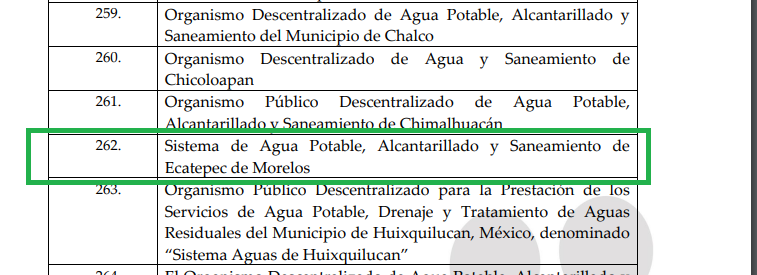 259. Organismo Descentralizado de Agua Potable, Alcantarillado y
Saneamiento del Municipio de Chalco
260. Organismo Descentralizado de Agua y Saneamiento de
Chicoloapan
261. Organismo Público Descentralizado de Agua Potable,
Alcantarillado y Saneamiento de Chimalhuacán
262. Sistema de Agua Potable, Alcantarillado y Saneamiento de
Ecatepec de Morelos
263. Organismo Público Descentralizado para la Prestación de los
Servicios de Agua Potable, Drenaje y Tratamiento de Aguas
Residuales del Municipio de Huixquilucan, México, denominado
“Sistema Aguas de Huixquilucan”
264. El Organismo Descentralizado de Agua Potable, Alcantarillado y